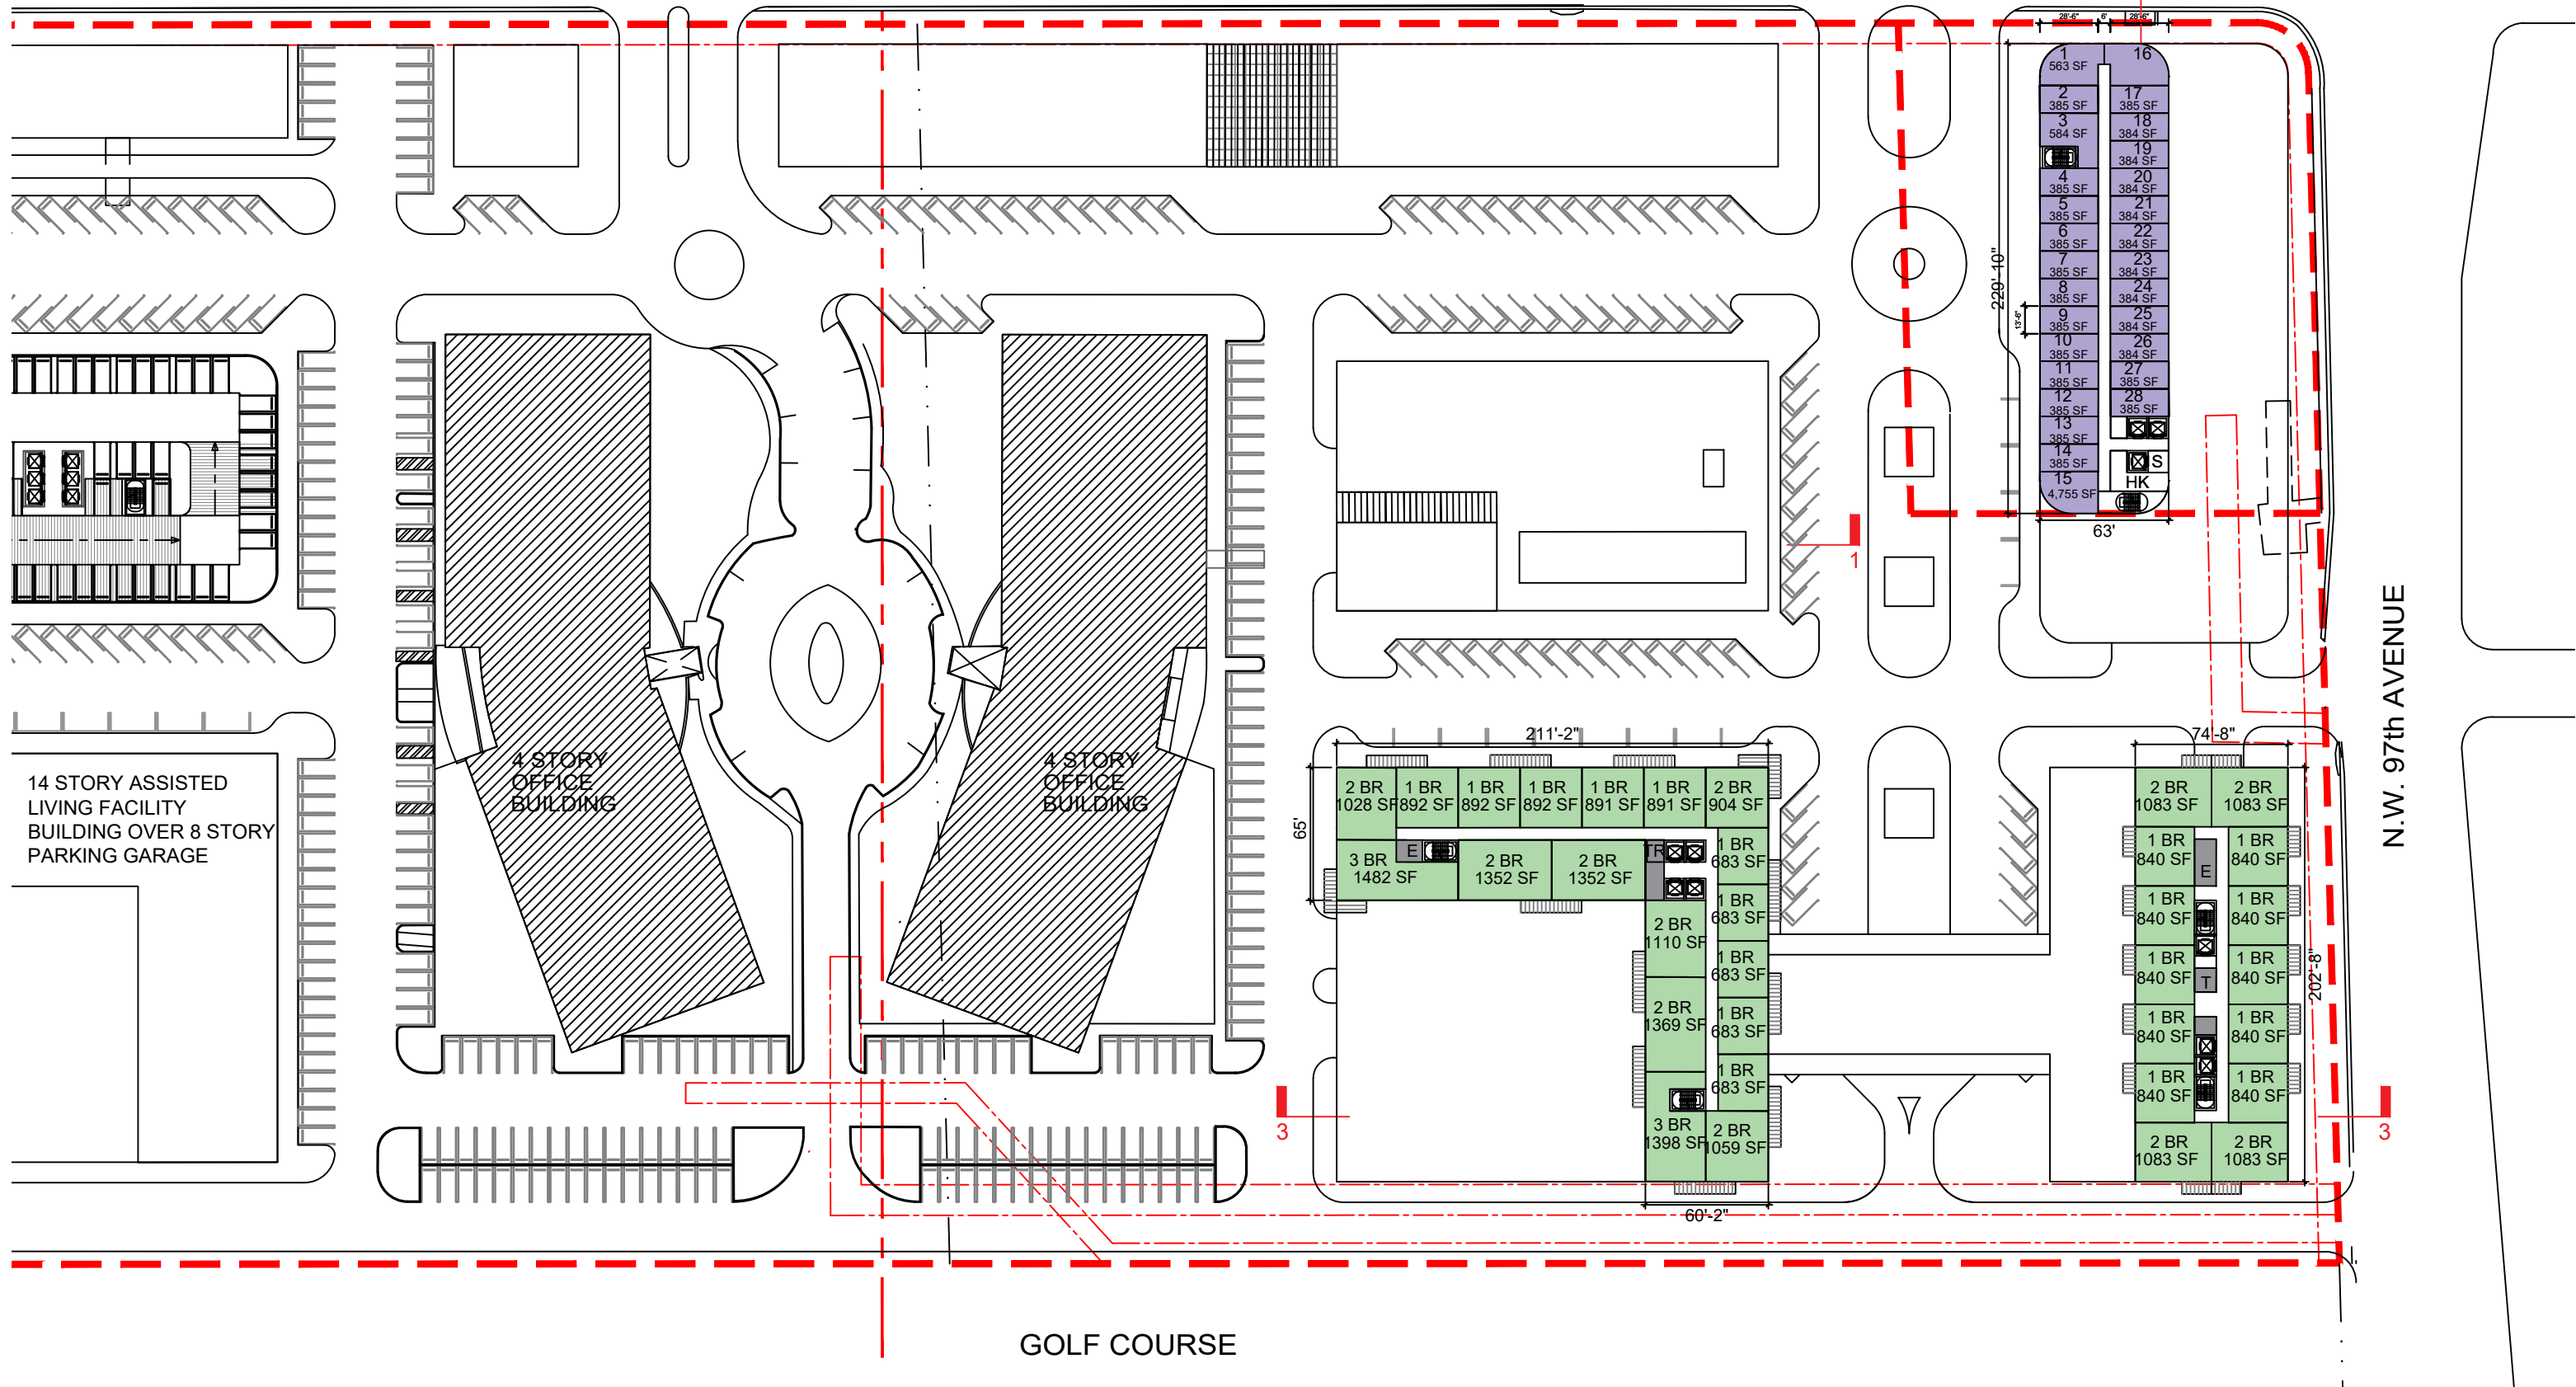 28'-6"
6'
28'-6"
1
563 SF
2
385 SF
3
584 SF
4
385 SF
5
385 SF
6
385 SF
7
385 SF
8
385 SF
9
385 SF
10
385 SF
11
385 SF
12
385 SF
13
385 SF
14
385 SF
15
4,755 SF
16
17
385 SF
18
384 SF
19
384 SF
20
384 SF
21
384 SF
22
384 SF
23
384 SF
24
384 SF
25
384 SF
26
384 SF
27
385 SF
28
385 SF
S
HK
229'-10"
13'-6"
63'
1
N.W. 97th AVENUE
14 STORY ASSISTED
LIVING FACILITY
BUILDING OVER 8 STORY
PARKING GARAGE
4 STORY
OFFICE
BUILDING
4 STORY
OFFICE
BUILDING
211'-2"
65'
2 BR
1028 SF
1 BR
892 SF
1 BR
892 SF
1 BR
892 SF
1 BR
891 SF
1 BR
891 SF
2 BR
904 SF
3 BR
1482 SF
E
2 BR
1352 SF
2 BR
1352 SF
TR
1 BR
683 SF
1 BR
683 SF
1 BR
683 SF
1 BR
683 SF
1 BR
683 SF
2 BR
1110 SF
2 BR
1369 SF
3 BR
1398 SF
2 BR
1059 SF
60'-2"
74'-8"
202'-8"
2 BR
1083 SF
2 BR
1083 SF
1 BR
840 SF
1 BR
840 SF
1 BR
840 SF
1 BR
840 SF
1 BR
840 SF
1 BR
840 SF
1 BR
840 SF
1 BR
840 SF
1 BR
840 SF
1 BR
840 SF
2 BR
1083 SF
2 BR
1083 SF
E
T
3
3
GOLF COURSE